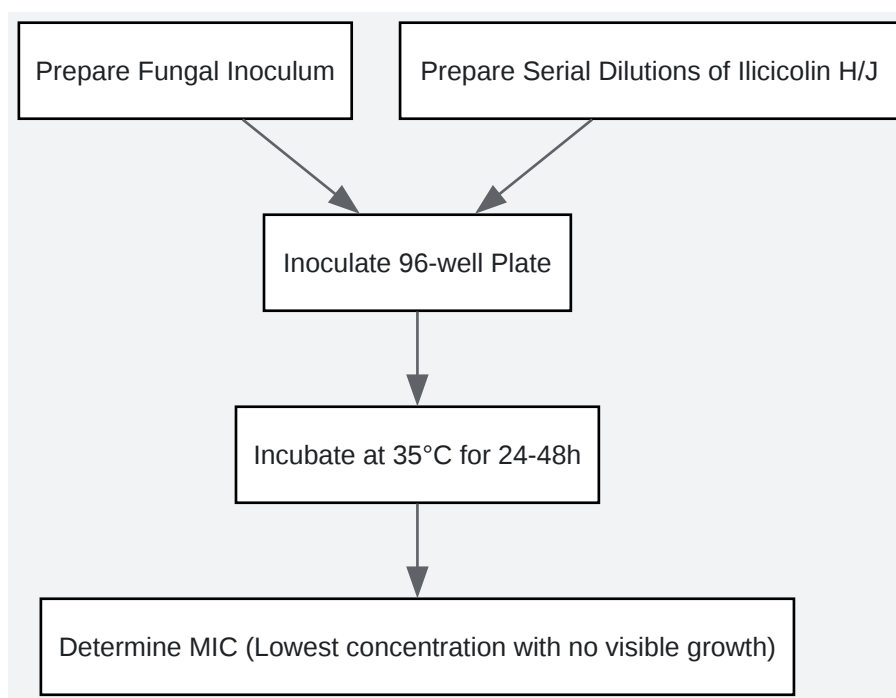 Prepare Fungal Inoculum
Prepare Serial Dilutions of Ilicicolin H/J
Inoculate 96-well Plate
Incubate at 35°C for 24-48h
Determine MIC (Lowest concentration with no visible growth)